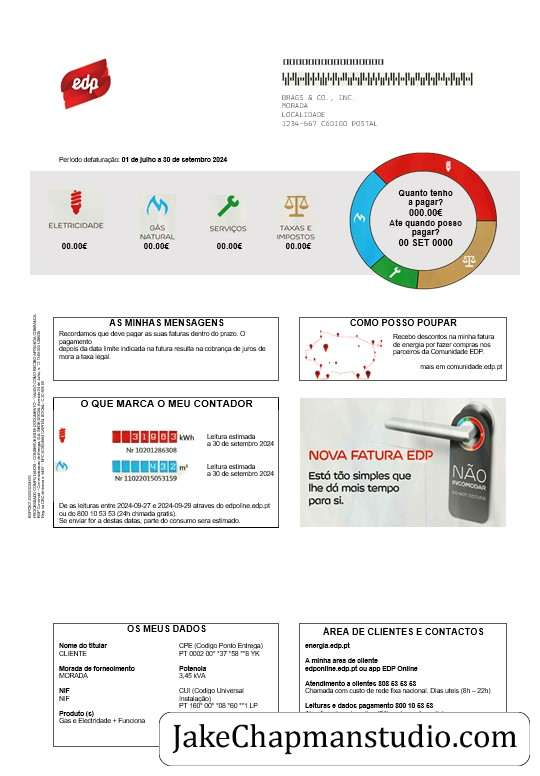 edp
BRAGS & CO., INC.
MORADA
LOCALIDADE
1234-667 CÓDIGO POSTAL
Período defaturação: 01 de julho a 30 de setembro 2024
ELETRICIDADE
00.00€
GÁS
NATURAL
00.00€
SERVIÇOS
00.00€
TAXAS E
IMPOSTOS
00.00€
Quanto tenho
a pagar?
000.00€
Ate quando posso
pagar?
00 SET 0000
AS MINHAS MENSAGENS
Recordamos que deve pagar as suas faturas dentro do prazo. O
pagamento
depois da data limite indicada na futura resulta na cobrança de juros de
mora a taxa legal.
COMO POSSO POUPAR
Recebo descontos na minha fatura
de energia por fazer compras nos
parceiros da Comunidade EDP.
mais em comunidade.edp.pt
O QUE MARCA O MEU CONTADOR
31963 kWh
Nr 10201286308
Leitura estimada
a 30 de setembro 2024
432 m³
Nr 11022015053159
Leitura estimada
a 30 de setembro 2024
De as leituras entre 2024-09-27 e 2024-09-29 atraves do edpoline.edp.pt
ou do 800 10 53 53 (24h chmada gratis).
Se enviar for a destas datas, parte do consumo sera estimado.
NOVA FATURA EDP
Está tão simples que
lhe dá mais tempo
para si.
NÃO
INCOMODAR
DO NOT DISTURB
OS MEUS DADOS
Nome do titular
CLIENTE
Morada de fornecimento
MORADA
NIF
NIF
Produto (s)
Gas e Electridade + Funciona
CPE (Codigo Ponto Entrega)
PT 0002 00* *37 *58 **8 YK
Potencia
3,45 kVA
CUI (Codigo Universal
Instalação)
PT 160* 00* *08 *60 **1 LP
ÁREA DE CLIENTES E CONTACTOS
energia.edp.pt
A minha area de cliente
edponline.edp.pt ou app EDP Online
Atendimento a clientes 808 53 53 53
Chamada com custo de rede fixa nacional. Dias uteis (8h – 22h)
Leituras e dados pagamento 800 10 53 53
JakeChapmanstudio.com